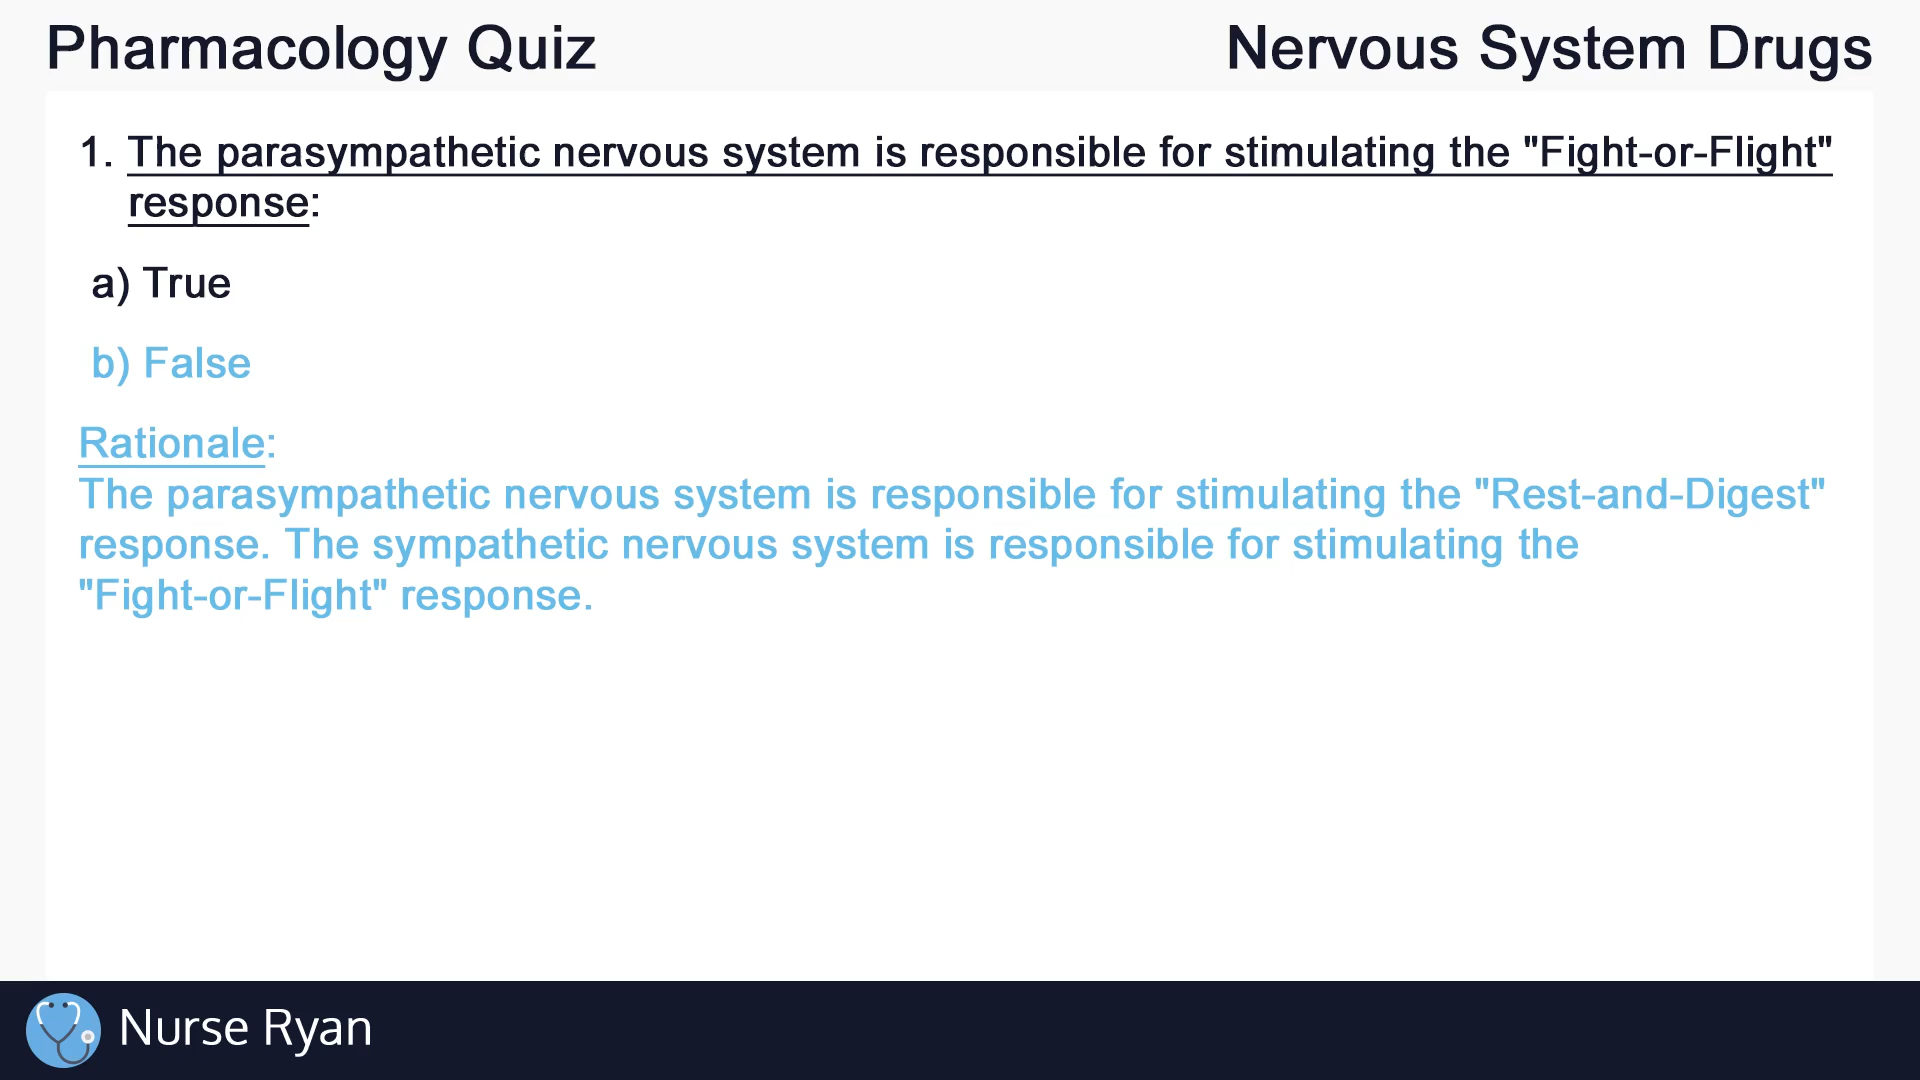 Pharmacology Quiz
Nervous System Drugs
1. The parasympathetic nervous system is responsible for stimulating the "Fight-or-Flight"
response:
a) True
b) False
Rationale:
The parasympathetic nervous system is responsible for stimulating the "Rest-and-Digest"
response. The sympathetic nervous system is responsible for stimulating the
"Fight-or-Flight" response.
Nurse Ryan